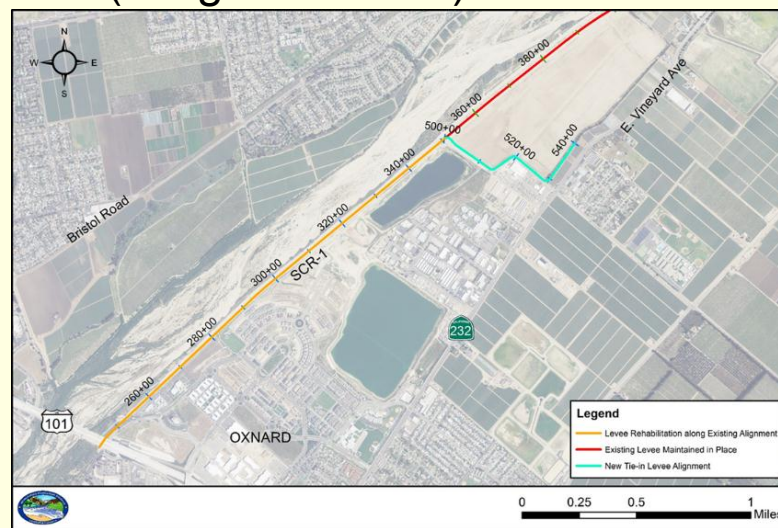 N
W E
S
380+00
360+00
E. Vineyard Ave
500+00
520+00
540+00
340+00
Bristol Road
320+00
300+00
SCR-1
280+00
CALIFORNIA
232
260+00
101
OXNARD
Legend
Levee Rehabilitation along Existing Alignment
Existing Levee Maintained in Place
New Tie-in Levee Alignment
0 0.25 0.5 1
Miles